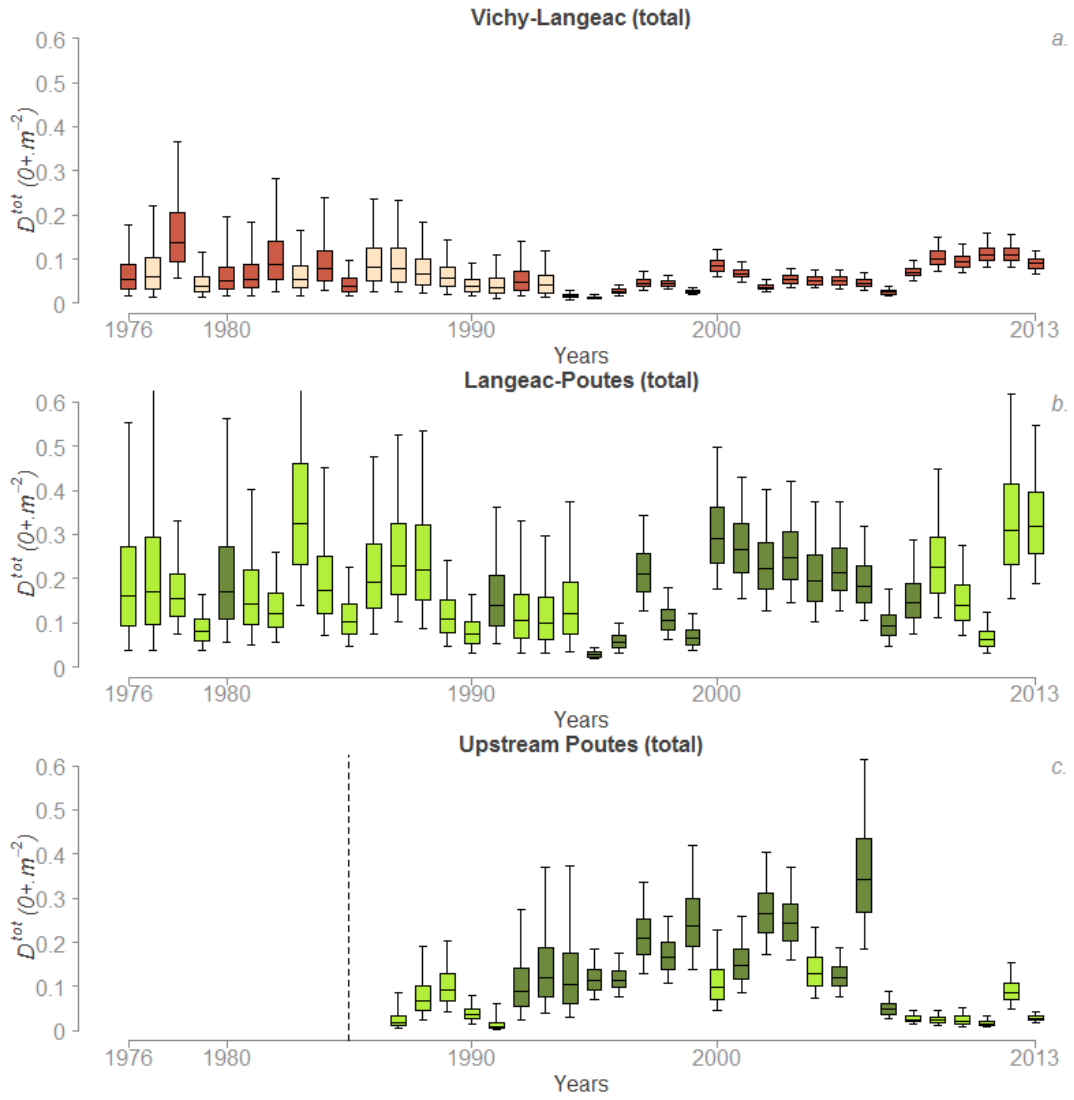 Vichy-Langeac (total)
a.
0.6
0.5
0.4
0.3
0.2
0.1
0
D^tot (0+.m^−2)
1976 1980 1990 2000 2013
Years
Langeac-Poutes (total)
b.
0.6
0.5
0.4
0.3
0.2
0.1
0
D^tot (0+.m^−2)
1976 1980 1990 2000 2013
Years
Upstream Poutes (total)
c.
0.6
0.5
0.4
0.3
0.2
0.1
0
D^tot (0+.m^−2)
1976 1980 1990 2000 2013
Years